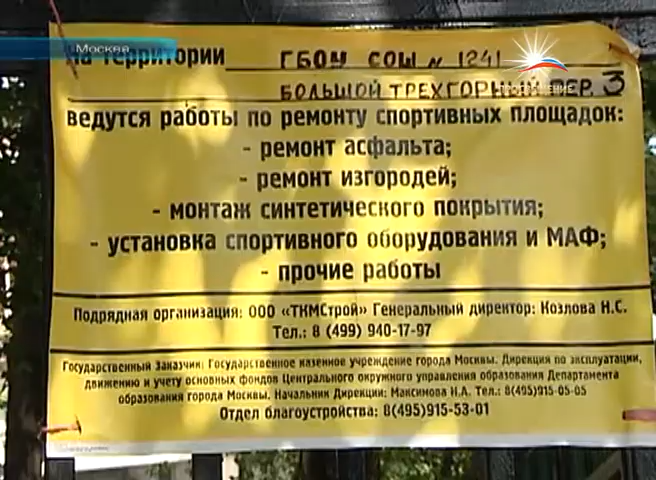 Москва
На территории ГБОУ СОШ N 1241
БОЛЬШОЙ ТРЕХГОРНЫЙ ПЕР. 3
ведутся работы по ремонту спортивных площадок:
- ремонт асфальта;
- ремонт изгородей;
- монтаж синтетического покрытия;
- установка спортивного оборудования и МАФ;
- прочие работы
Подрядная организация: ООО «ТКМСтрой» Генеральный директор: Козлова Н.С.
Тел.: 8 (499) 940-17-97
Государственный Заказчик: Государственное казенное учреждение города Москвы. Дирекция по эксплуатации,
движению и учету основных фондов Центрального окружного управления образования Департамента
образования города Москвы. Начальник Дирекции: Максимова Н.А. Тел.: 8(495)915-05-05
Отдел благоустройства: 8(495)915-53-01